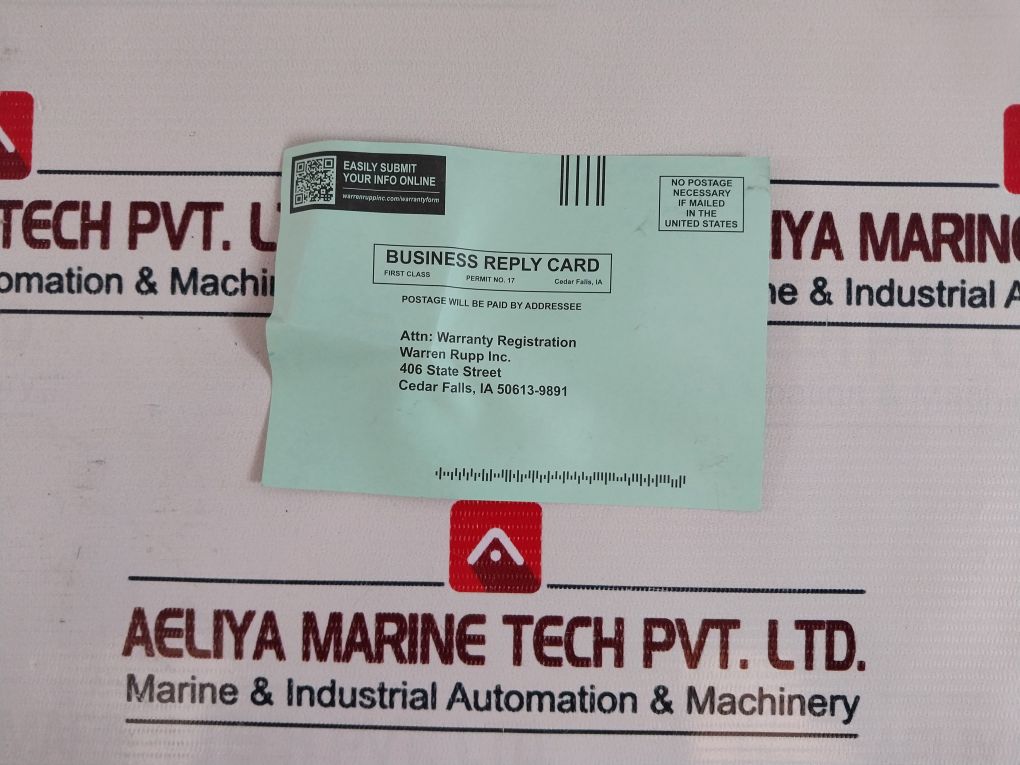 EASILY SUBMIT
YOUR INFO ONLINE
warrenruppinc.com/warrantyform
NO POSTAGE
NECESSARY
IF MAILED
IN THE
UNITED STATES
BUSINESS REPLY CARD
FIRST CLASS PERMIT NO. 17 Cedar Falls, IA
POSTAGE WILL BE PAID BY ADDRESSEE
Attn: Warranty Registration
Warren Rupp Inc.
406 State Street
Cedar Falls, IA 50613-9891
TECH PVT. L
omation & Machin
IYA MARINE
ne & Industrial A
AELIYA MARINE TECH PVT. LTD.
Marine & Industrial Automation & Machinery